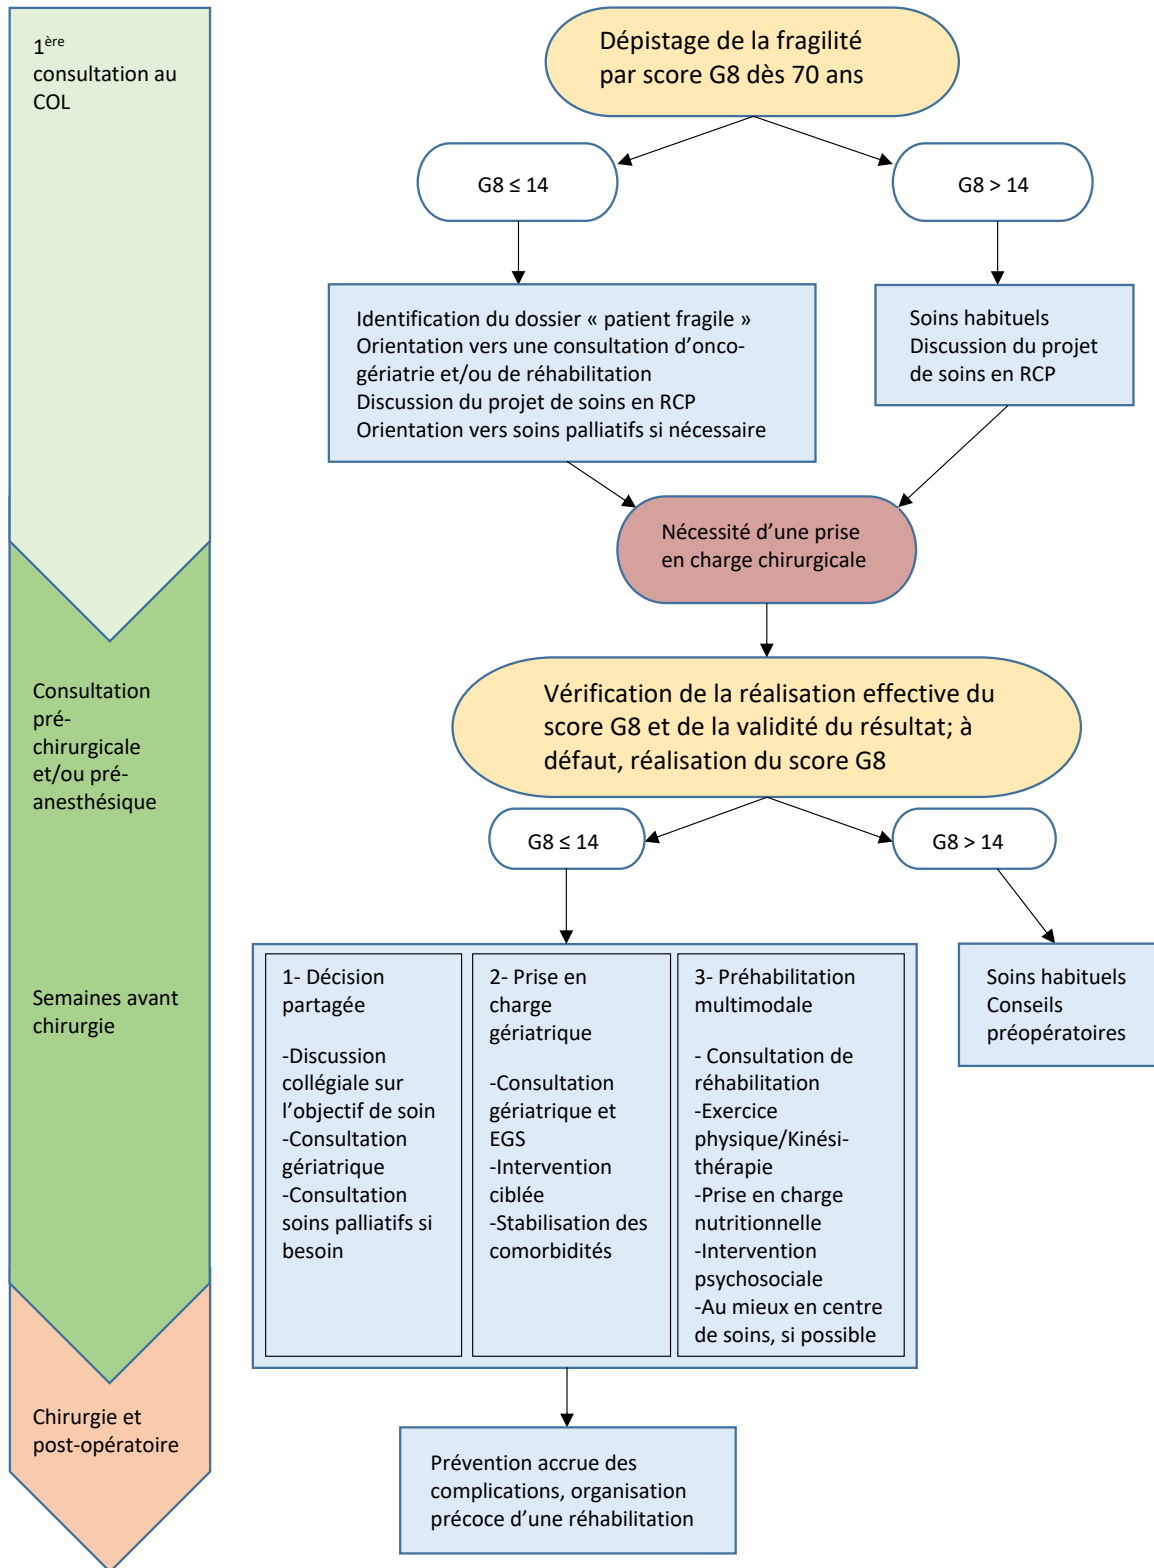 1ère
consultation au
COL
Dépistage de la fragilité
par score G8 dès 70 ans
G8 ≤ 14
G8 > 14
Identification du dossier « patient fragile »
Orientation vers une consultation d’onco-
gériatrie et/ou de réhabilitation
Discussion du projet de soins en RCP
Orientation vers soins palliatifs si nécessaire
Soins habituels
Discussion du projet
de soins en RCP
Nécessité d’une prise
en charge chirurgicale
Consultation
pré-
chirurgicale
et/ou pré-
anesthésique
Vérification de la réalisation effective du
score G8 et de la validité du résultat; à
défaut, réalisation du score G8
G8 ≤ 14
G8 > 14
Semaines avant
chirurgie
1- Décision
partagée
-Discussion
collégiale sur
l’objectif de soin
-Consultation
gériatrique
-Consultation
soins palliatifs si
besoin
2- Prise en
charge
gériatrique
-Consultation
gériatrique et
EGS
-Intervention
ciblée
-Stabilisation des
comorbidités
3- Préhabilitation
multimodale
- Consultation de
réhabilitation
-Exercice
physique/Kinési-
thérapie
-Prise en charge
nutritionnelle
-Intervention
psychosociale
-Au mieux en centre
de soins, si possible
Soins habituels
Conseils
préopératoires
Chirurgie et
post-opératoire
Prévention accrue des
complications, organisation
précoce d’une réhabilitation